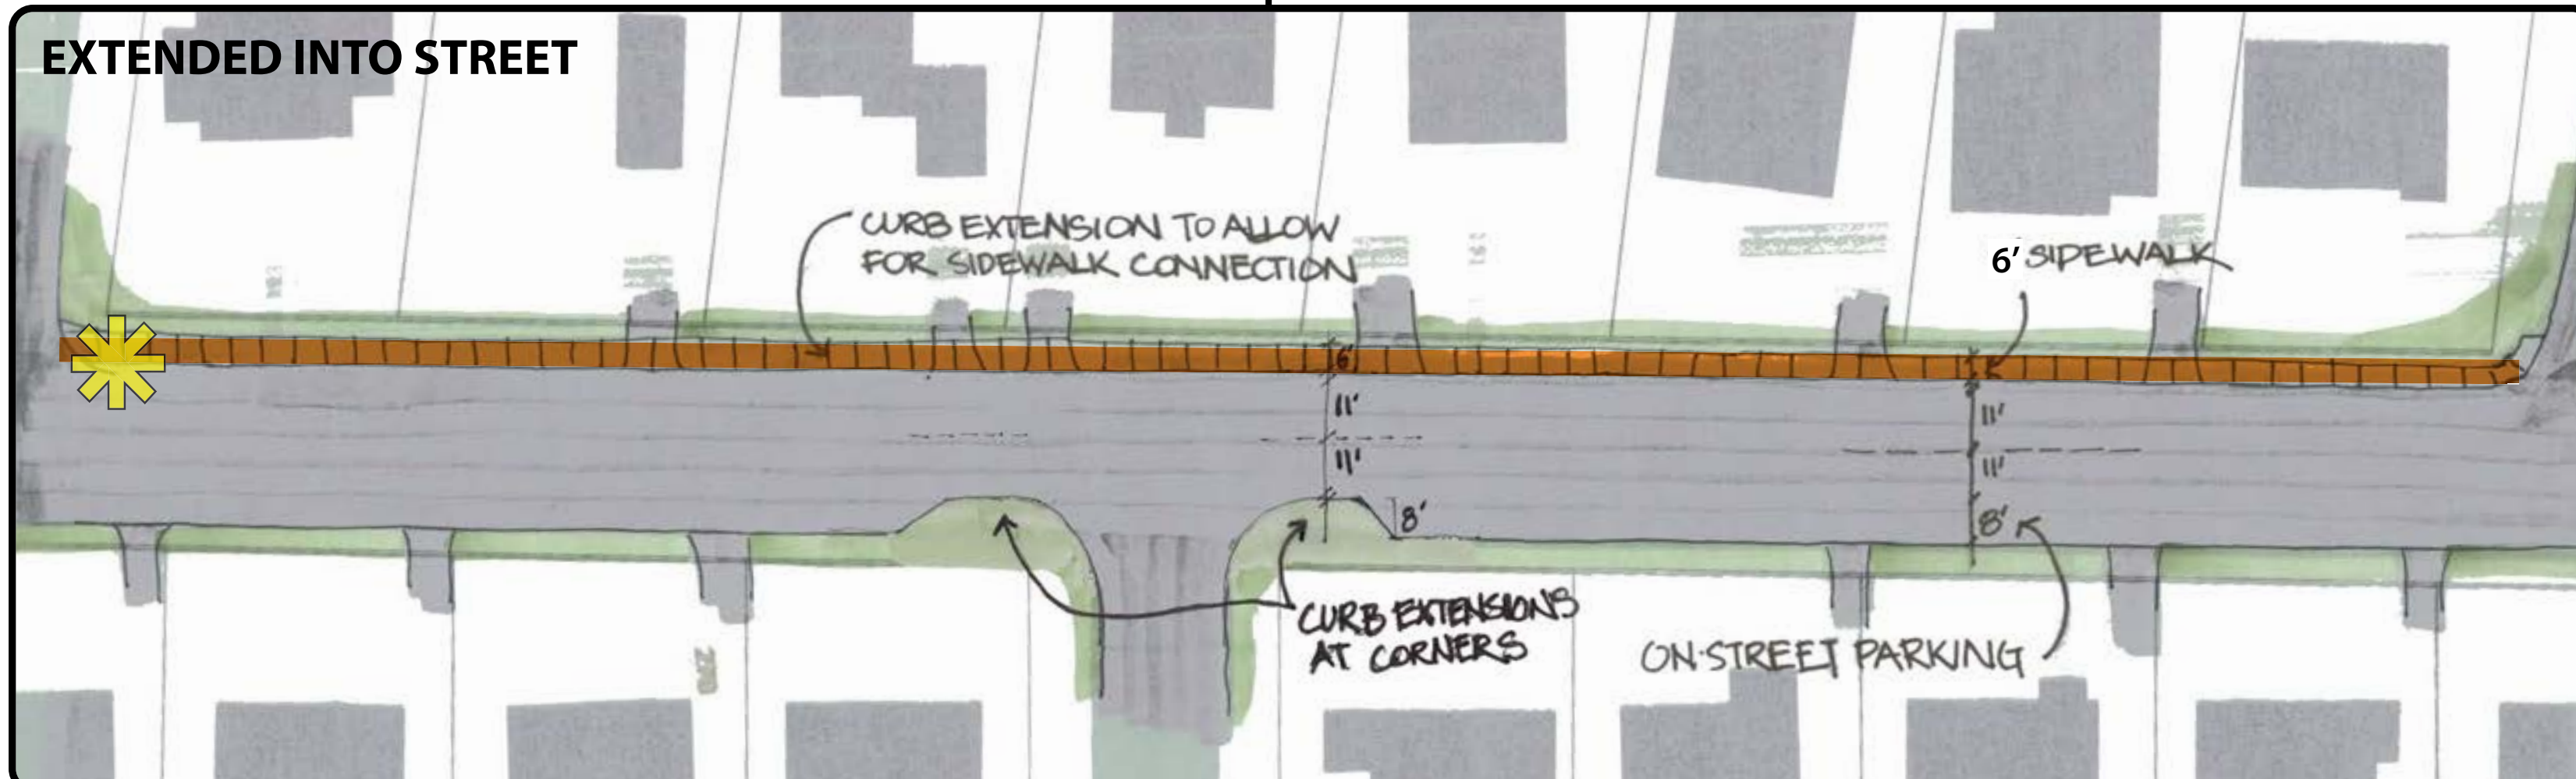 EXTENDED INTO STREET
CURB EXTENSION TO ALLOW
FOR SIDEWALK CONNECTION
6' SIDEWALK
6'
11'
11'
8'
11'
11'
8'
CURB EXTENSIONS
AT CORNERS
ON-STREET PARKING